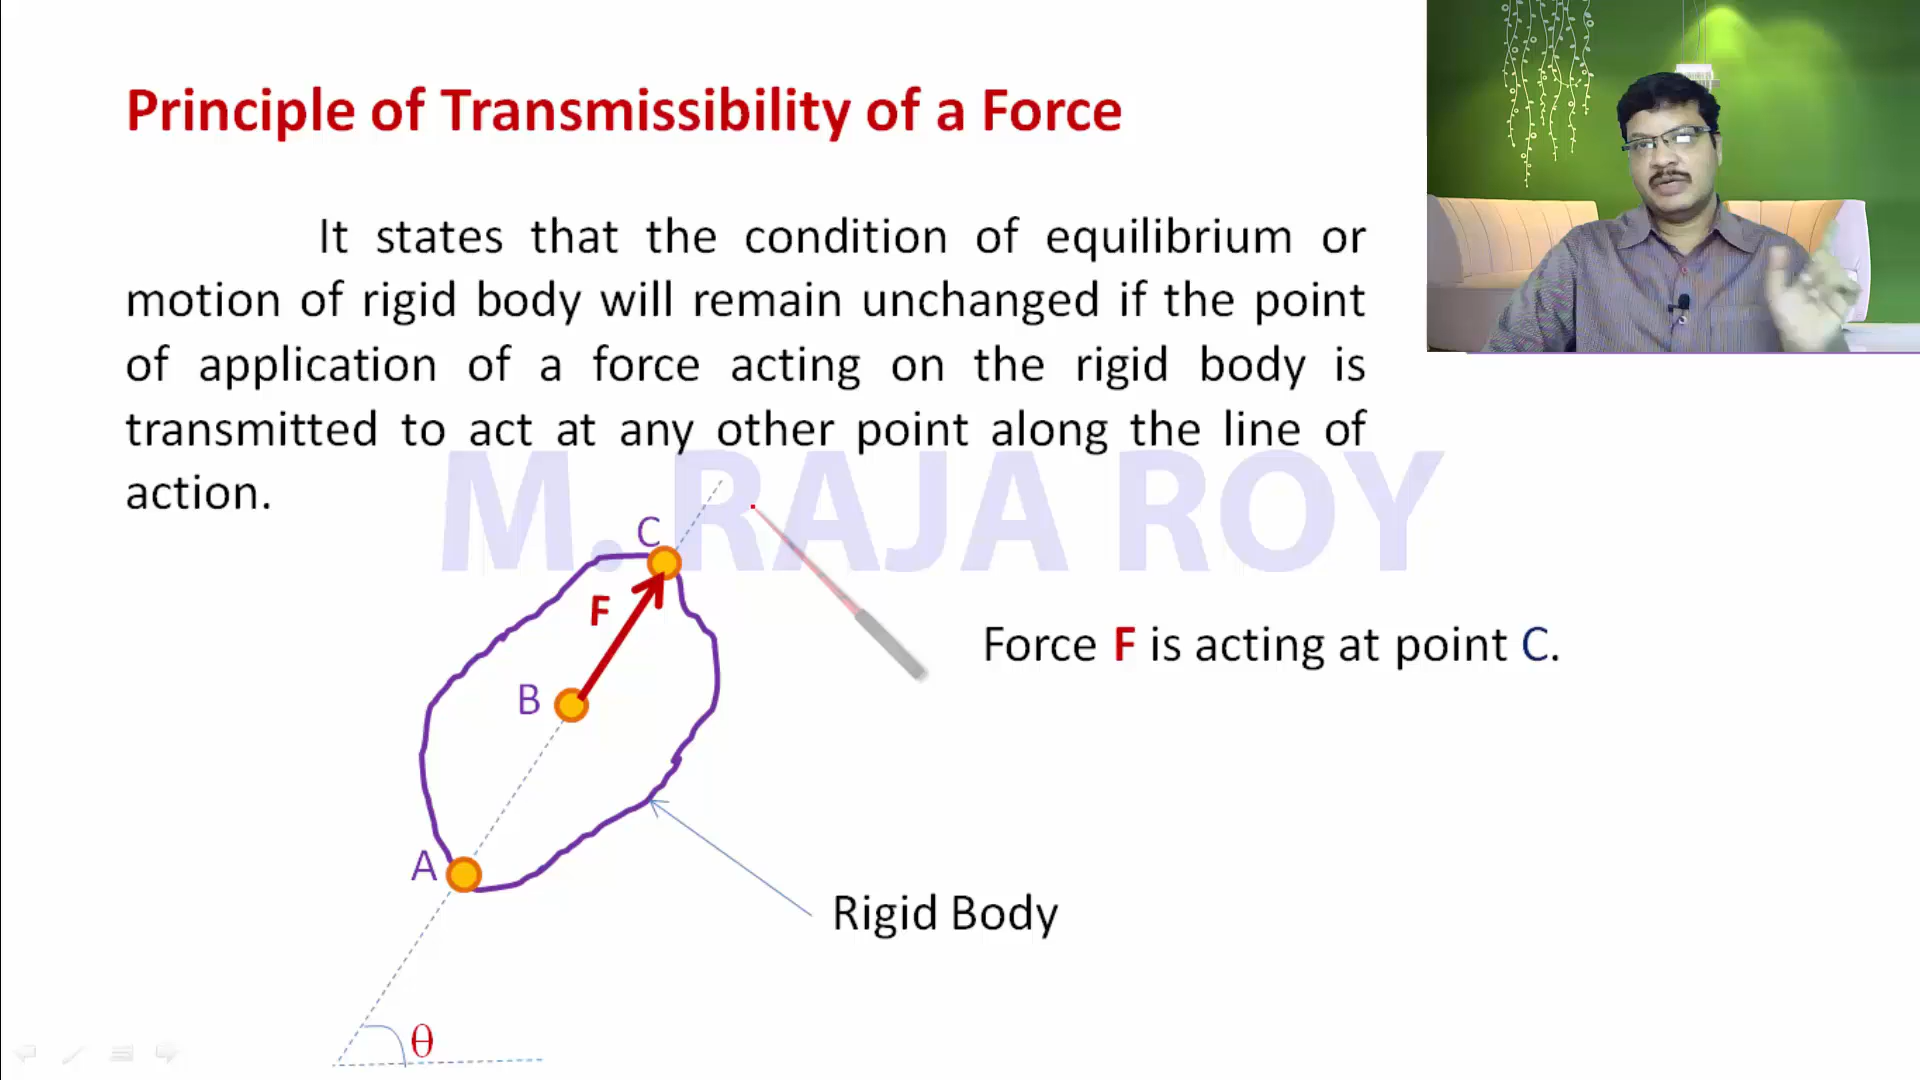 Principle of Transmissibility of a Force
It states that the condition of equilibrium or
motion of rigid body will remain unchanged if the point
of application of a force acting on the rigid body is
transmitted to act at any other point along the line of
action.
M. RAJA ROY
C
F
Force F is acting at point C.
B
A
Rigid Body
θ